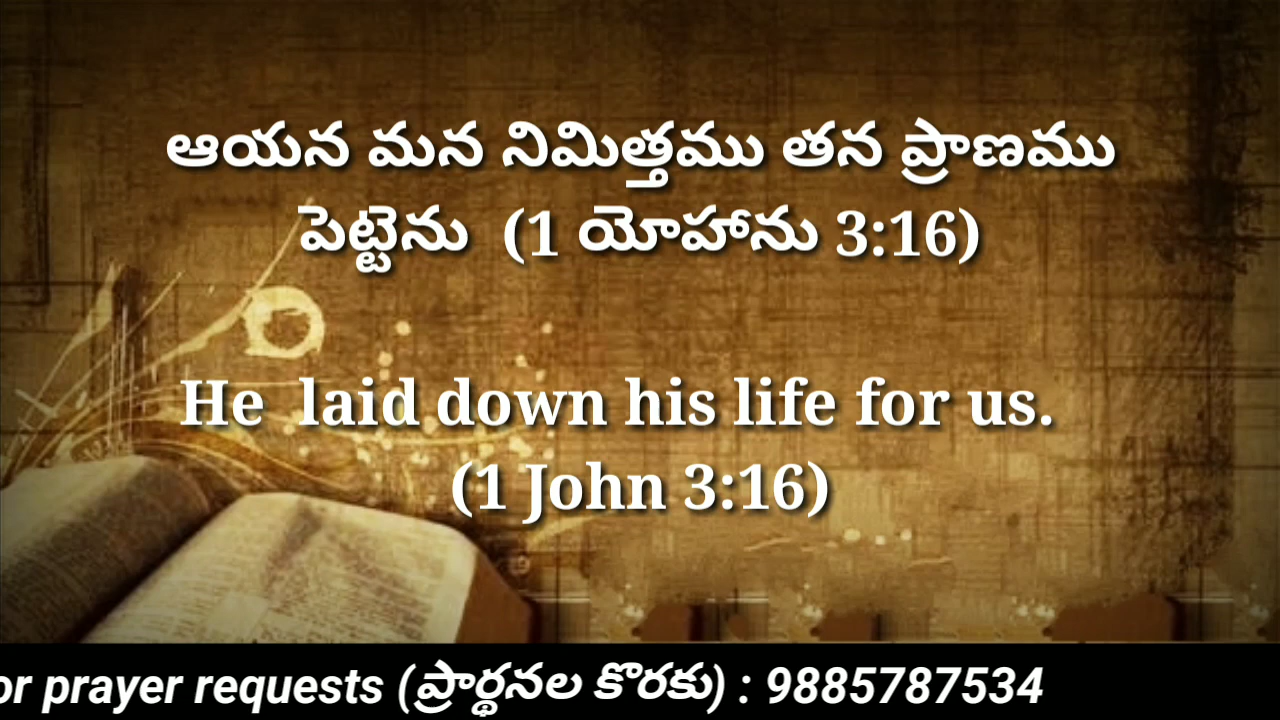 ఆయన మన నిమిత్తము తన ప్రాణము
పెట్టెను (1 యోహాను 3:16)
He laid down his life for us.
(1 John 3:16)
or prayer requests (ప్రార్థనల కొరకు) : 9885787534